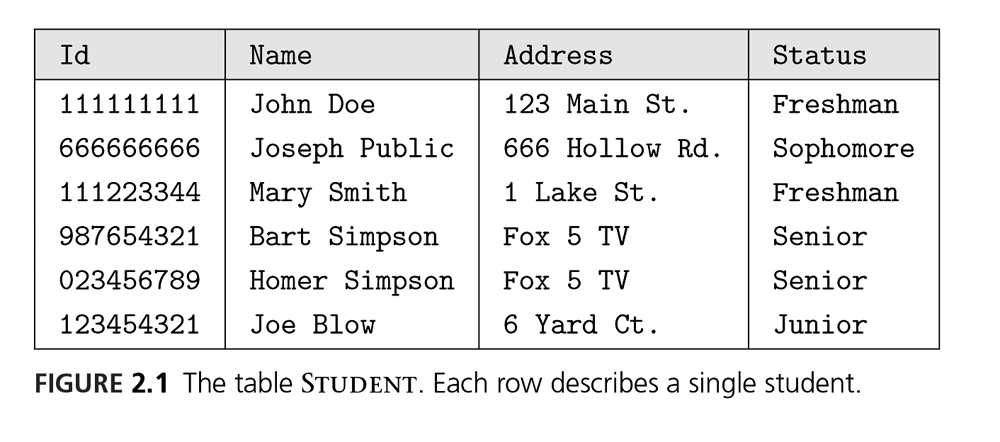 Id Name Address Status
111111111 John Doe 123 Main St. Freshman
666666666 Joseph Public 666 Hollow Rd. Sophomore
111223344 Mary Smith 1 Lake St. Freshman
987654321 Bart Simpson Fox 5 TV Senior
023456789 Homer Simpson Fox 5 TV Senior
123454321 Joe Blow 6 Yard Ct. Junior
FIGURE 2.1 The table STUDENT. Each row describes a single student.